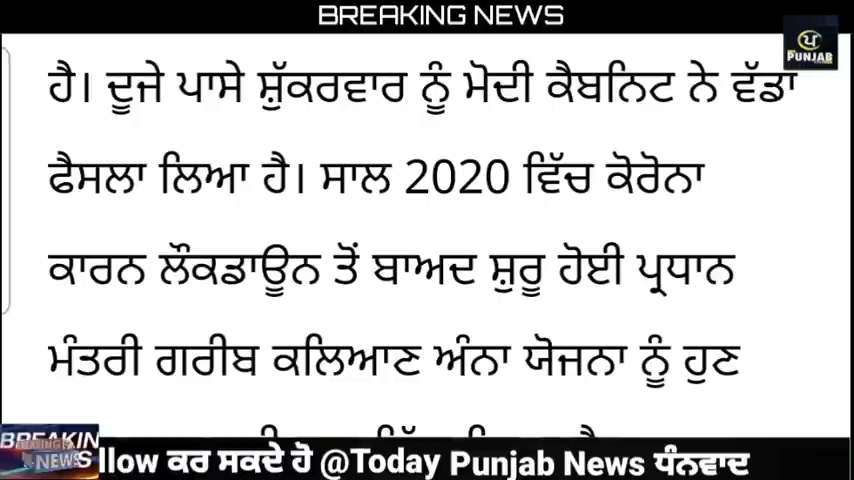 BREAKING NEWS
ਪ
PUNJAB
ਹੈ। ਦੂਜੇ ਪਾਸੇ ਸ਼ੁੱਕਰਵਾਰ ਨੂੰ ਮੋਦੀ ਕੈਬਨਿਟ ਨੇ ਵੱਡਾ
ਫੈਸਲਾ ਲਿਆ ਹੈ। ਸਾਲ 2020 ਵਿੱਚ ਕੋਰੋਨਾ
ਕਾਰਨ ਲੌਕਡਾਊਨ ਤੋਂ ਬਾਅਦ ਸ਼ੁਰੂ ਹੋਈ ਪ੍ਰਧਾਨ
ਮੰਤਰੀ ਗਰੀਬ ਕਲਿਆਣ ਅੰਨਾ ਯੋਜਨਾ ਨੂੰ ਹੁਣ
BREAKIN
NEWS
llow ਕਰ ਸਕਦੇ ਹੋ @Today Punjab News ਧੰਨਵਾਦ